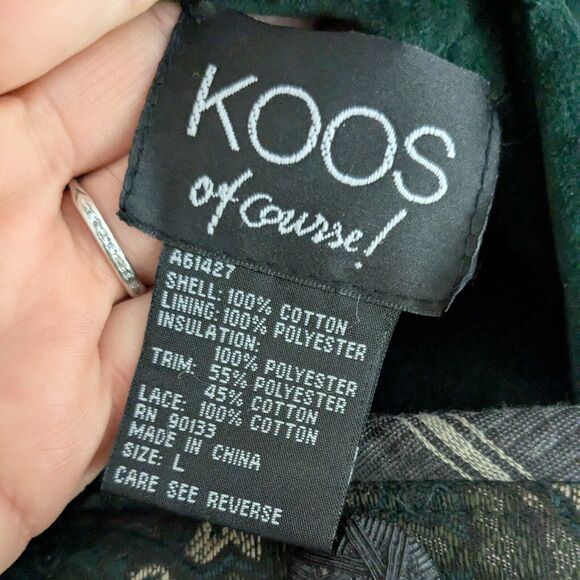 KOOS
of course!
A61427
SHELL: 100% COTTON
LINING: 100% POLYESTER
INSULATION:
100% POLYESTER
TRIM: 55% POLYESTER
45% COTTON
LACE: 100% COTTON
RN 90133
MADE IN CHINA
SIZE: L
CARE SEE REVERSE